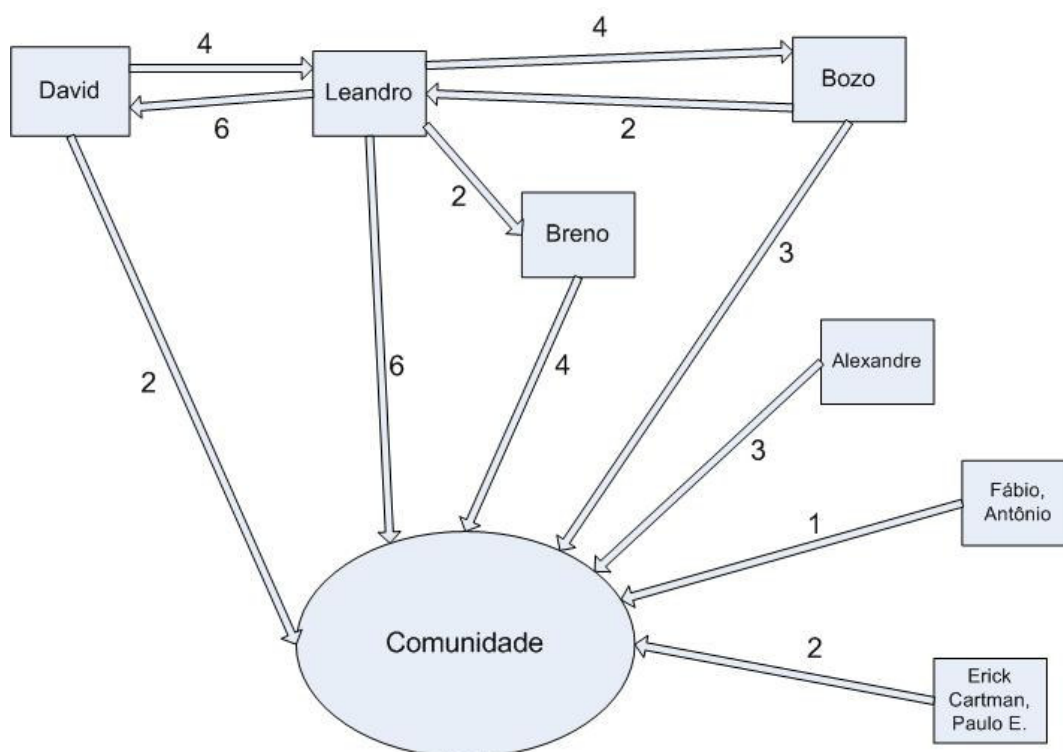 4
4
David
Leandro
Bozo
6
2
2
Breno
3
2
6
4
Alexandre
3
Fábio,
Antônio
1
Comunidade
2
Erick
Cartman,
Paulo E.